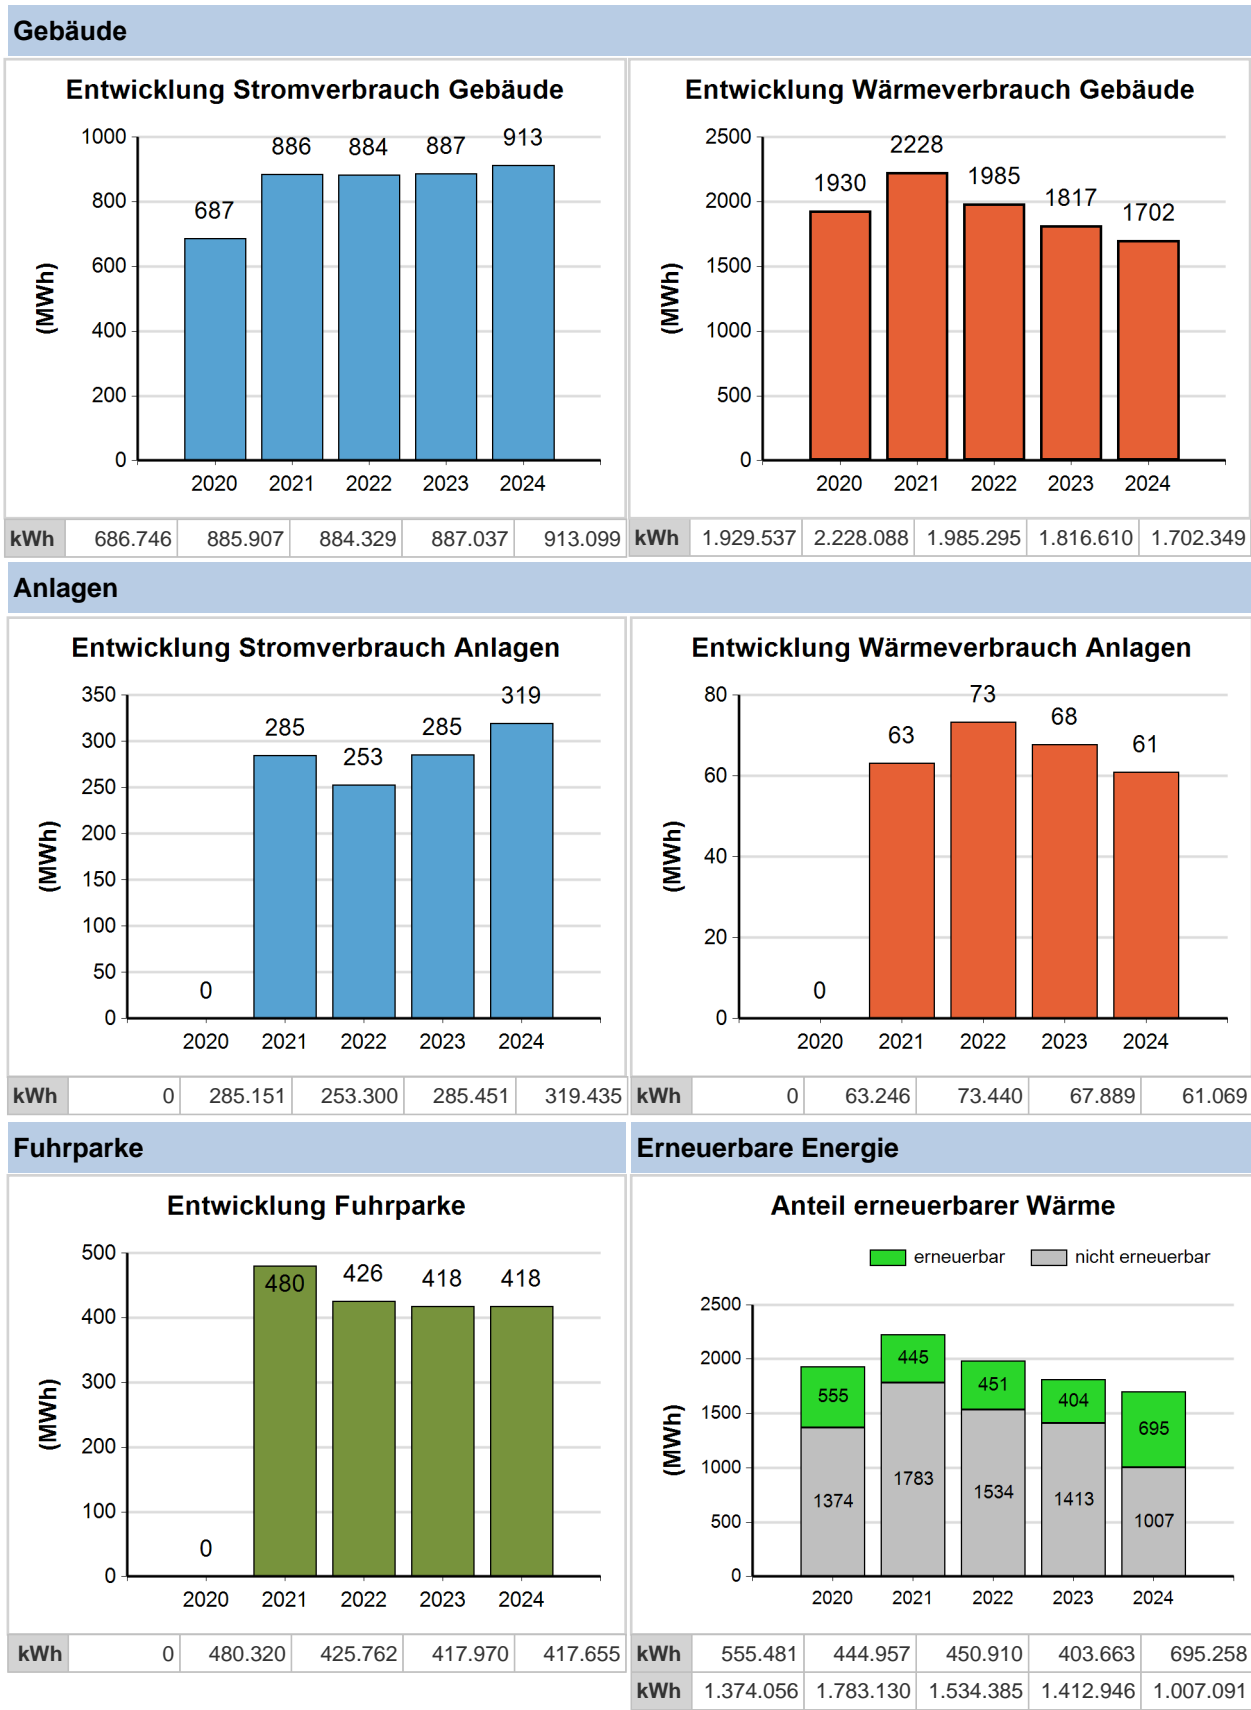 Gebäude
Entwicklung Stromverbrauch Gebäude
1000
800
600
400
200
0
(MWh)
687
886
884
887
913
2020 2021 2022 2023 2024
kWh 686.746 885.907 884.329 887.037 913.099
Entwicklung Wärmeverbrauch Gebäude
2500
2000
1500
1000
500
0
(MWh)
1930
2228
1985
1817
1702
2020 2021 2022 2023 2024
kWh 1.929.537 2.228.088 1.985.295 1.816.610 1.702.349
Anlagen
Entwicklung Stromverbrauch Anlagen
350
300
250
200
150
100
50
0
(MWh)
0
285
253
285
319
2020 2021 2022 2023 2024
kWh 0 285.151 253.300 285.451 319.435
Entwicklung Wärmeverbrauch Anlagen
80
60
40
20
0
(MWh)
0
63
73
68
61
2020 2021 2022 2023 2024
kWh 0 63.246 73.440 67.889 61.069
Fuhrparke
Entwicklung Fuhrparke
500
400
300
200
100
0
(MWh)
0
480
426
418
418
2020 2021 2022 2023 2024
kWh 0 480.320 425.762 417.970 417.655
Erneuerbare Energie
Anteil erneuerbarer Wärme
erneuerbar nicht erneuerbar
2500
2000
1500
1000
500
0
(MWh)
555
445
451
404
695
1374
1783
1534
1413
1007
2020 2021 2022 2023 2024
kWh 555.481 444.957 450.910 403.663 695.258
kWh 1.374.056 1.783.130 1.534.385 1.412.946 1.007.091